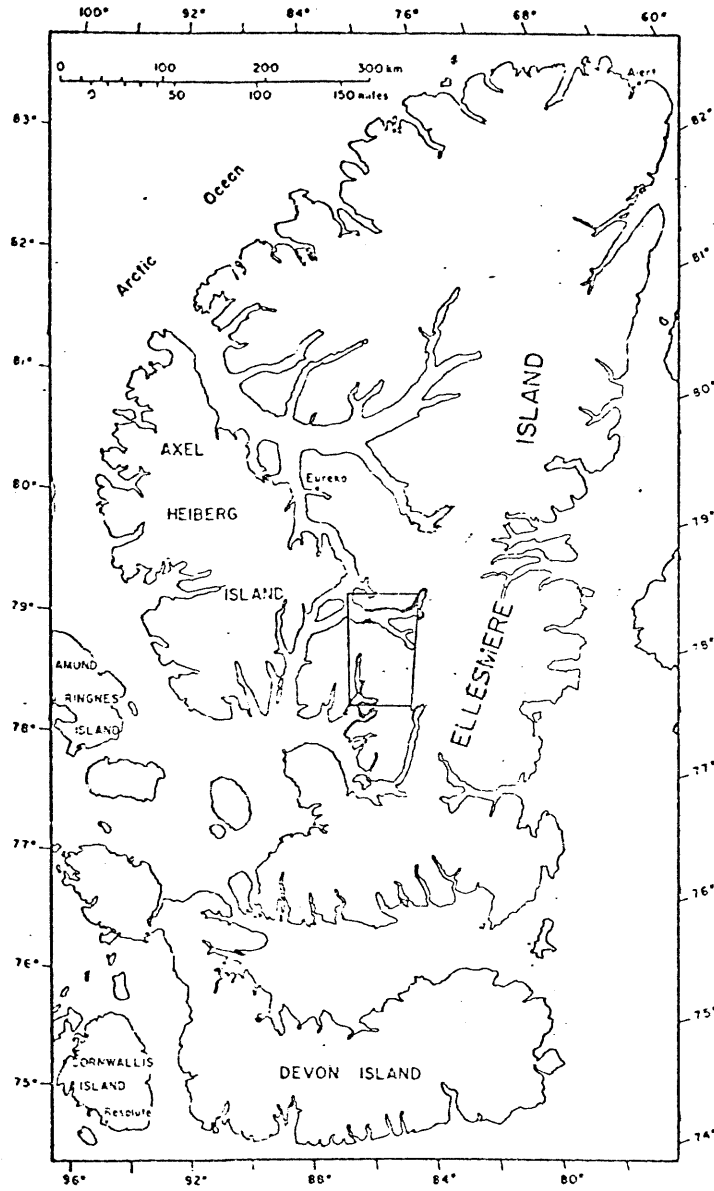 100° 92° 84° 76° 68° 60°
0 100 200 300 km
0 50 100 150 miles
Alert
83° 82°
Ocean
82° 81°
Arctic
81° 80°
ISLAND
AXEL
80° Eureko 79°
HEIBERG
79° ISLAND
ELLESMERE
78°
AMUND
RINGNES
ISLAND
78° 77°
77° 76°
76° 75°
CORNWALLIS
ISLAND
DEVON ISLAND
75°
Resolute
74°
96° 92° 88° 84° 80°